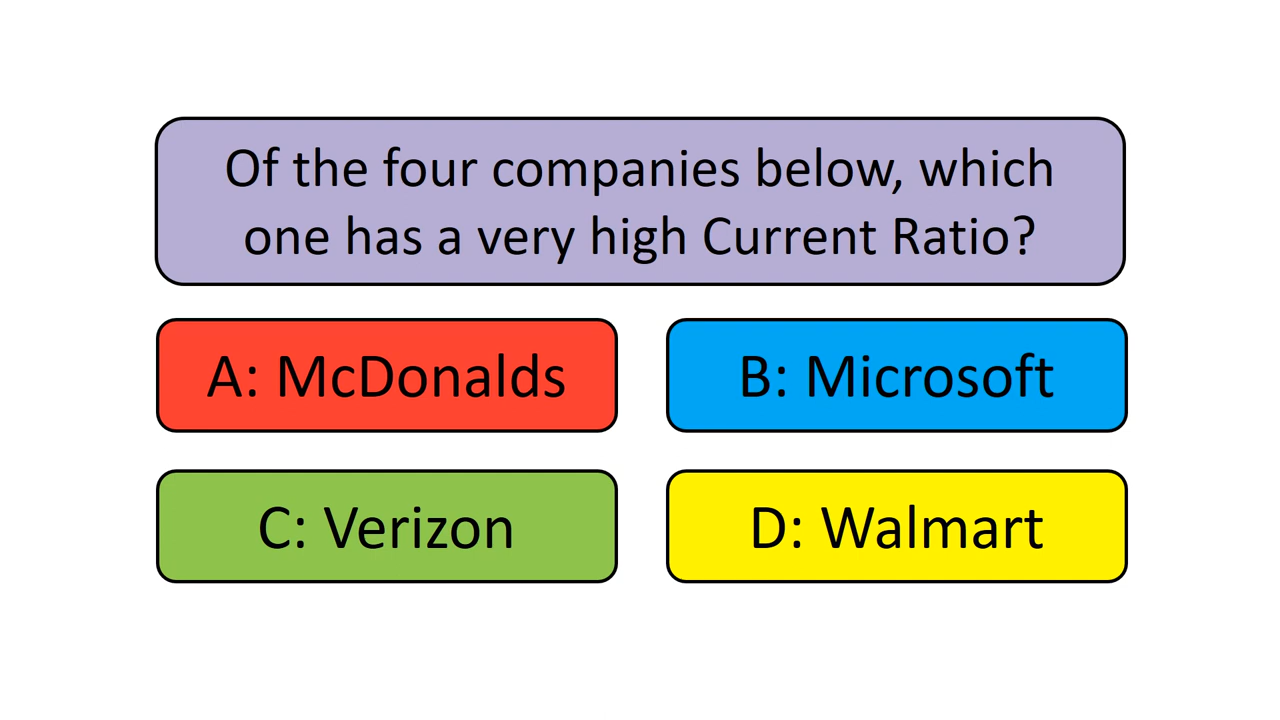 Of the four companies below, which
one has a very high Current Ratio?
A: McDonalds
B: Microsoft
C: Verizon
D: Walmart